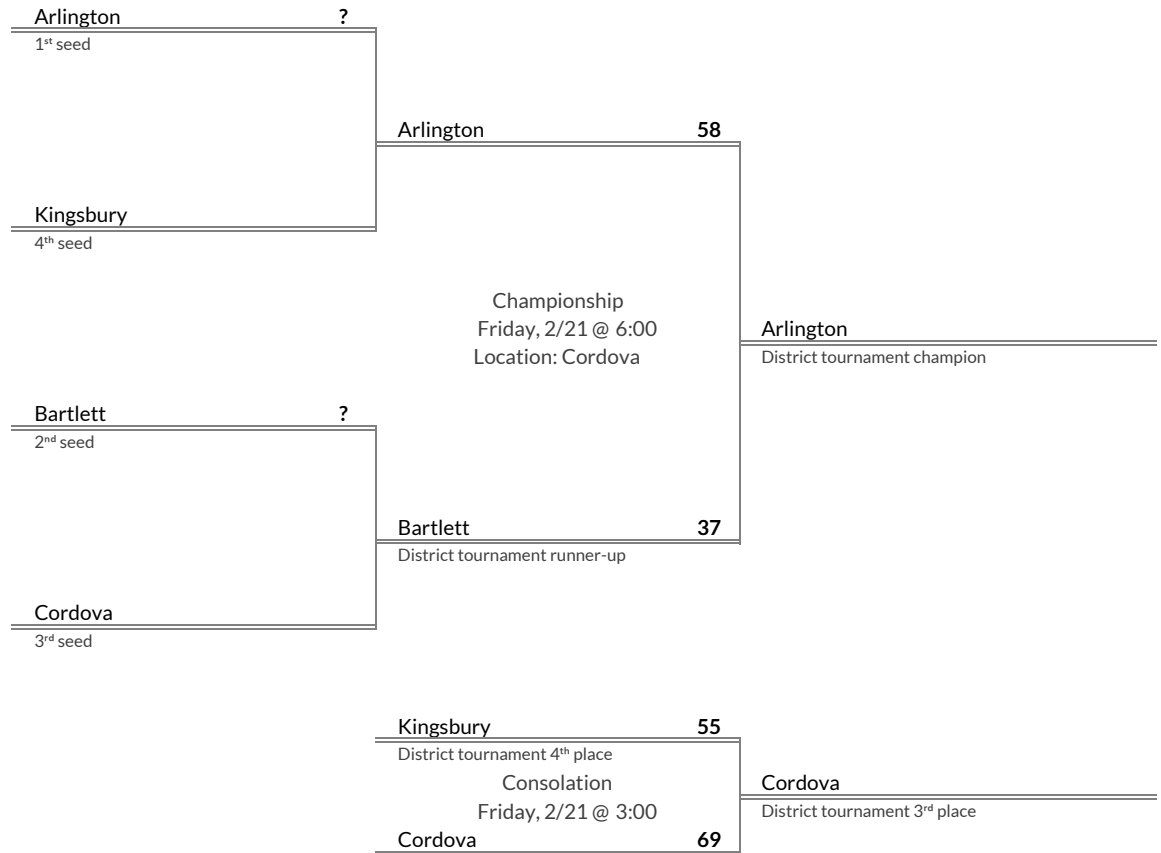 Arlington ?
1st seed
Arlington 58
Kingsbury
4th seed
Championship
Friday, 2/21 @ 6:00
Location: Cordova
Arlington
District tournament champion
Bartlett ?
2nd seed
Bartlett 37
District tournament runner-up
Cordova
3rd seed
Kingsbury 55
District tournament 4th place
Consolation
Friday, 2/21 @ 3:00
Cordova 69
Cordova
District tournament 3rd place